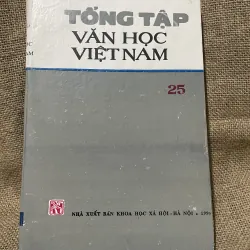 TỔNG TẬP
VĂN HỌC
VIỆT NAM
25
NHÀ XUẤT BẢN KHOA HỌC XÃ HỘI - HÀ NỘI